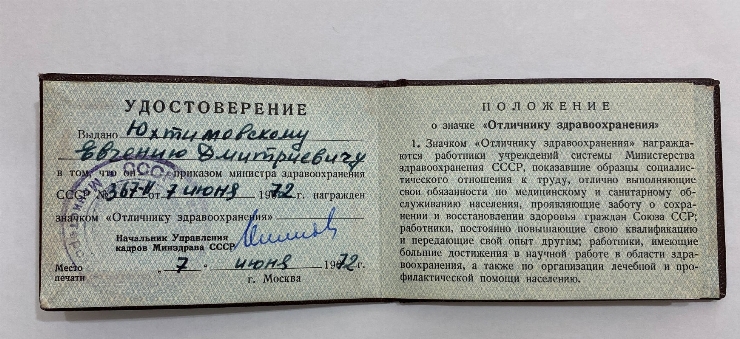 УДОСТОВЕРЕНИЕ
Выдано Юхтимовскому
Евгению Дмитриевичу
в том, что он приказом министра здравоохранения
СССР № 367-Н от 7 июня 1972 г. награжден
значком «Отличнику здравоохранения»
Начальник Управления
кадров Минздрава СССР
Место
печати
7 " июня 1972 г.
г. Москва
ПОЛОЖЕНИЕ
о значке «Отличнику здравоохранения»
1. Значком «Отличнику здравоохранения» награжда-
ются работники учреждений системы Министерства
здравоохранения СССР, показавшие образцы социалис-
тического отношения к труду, отлично выполняющие
свои обязанности по медицинскому и санитарному об-
служиванию населения, проявляющие заботу о сохра-
нении и восстановлении здоровья граждан Союза ССР;
работники, постоянно повышающие свою квалификацию
и передающие свой опыт другим; работники, имеющие
большие достижения в научной работе в области здра-
воохранения, а также по организации лечебной и про-
филактической помощи населению.